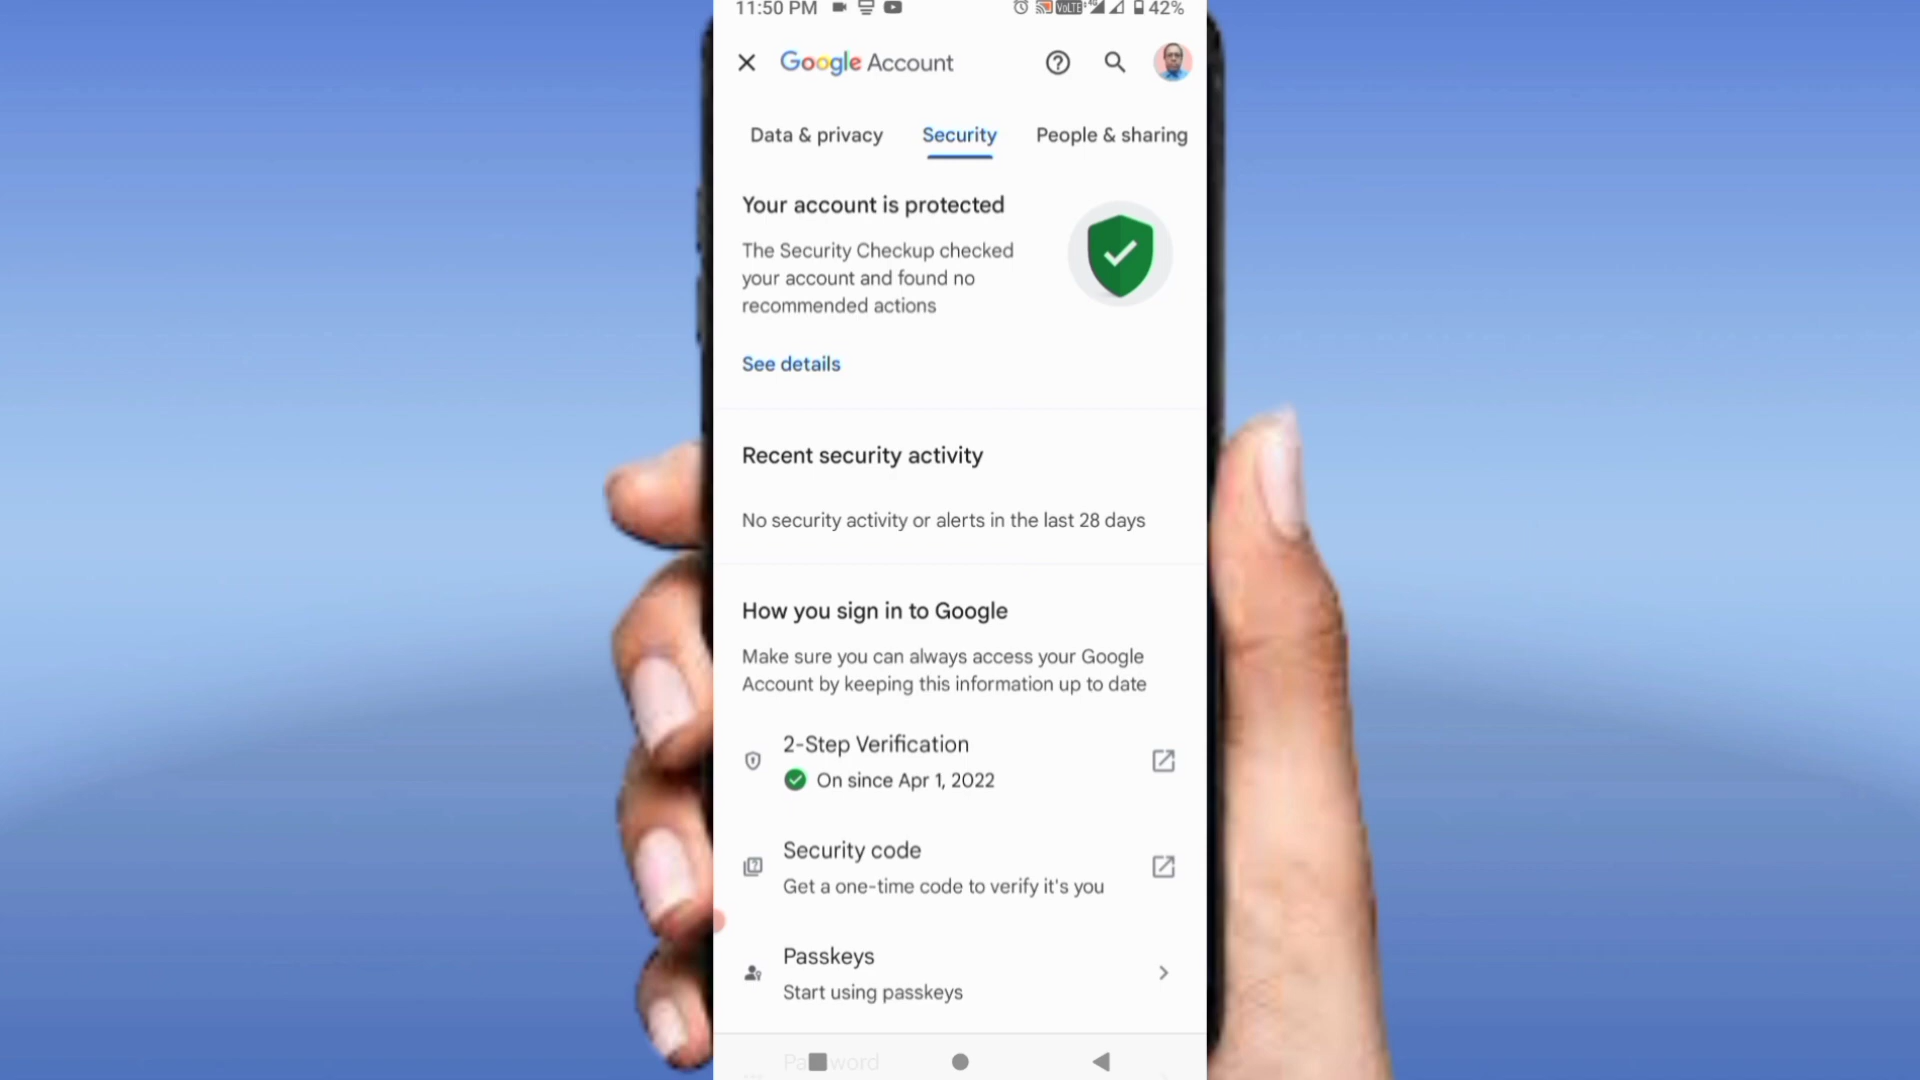 11:50 PM VoLTE 4G 42%
Google Account
Data & privacy Security People & sharing
Your account is protected
The Security Checkup checked
your account and found no
recommended actions
See details
Recent security activity
No security activity or alerts in the last 28 days
How you sign in to Google
Make sure you can always access your Google
Account by keeping this information up to date
2-Step Verification
On since Apr 1, 2022
Security code
Get a one-time code to verify it's you
Passkeys
Start using passkeys